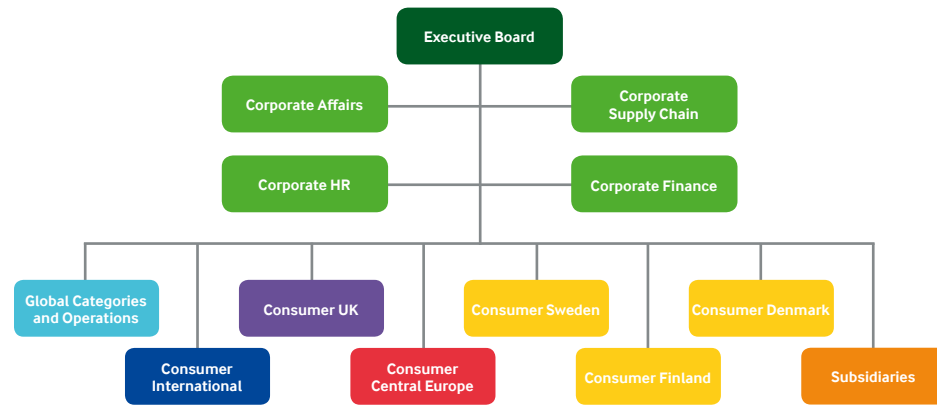 Executive Board
Corporate Affairs
Corporate
Supply Chain
Corporate HR
Corporate Finance
Global Categories
and Operations
Consumer UK
Consumer Sweden
Consumer Denmark
Consumer
International
Consumer
Central Europe
Consumer Finland
Subsidiaries